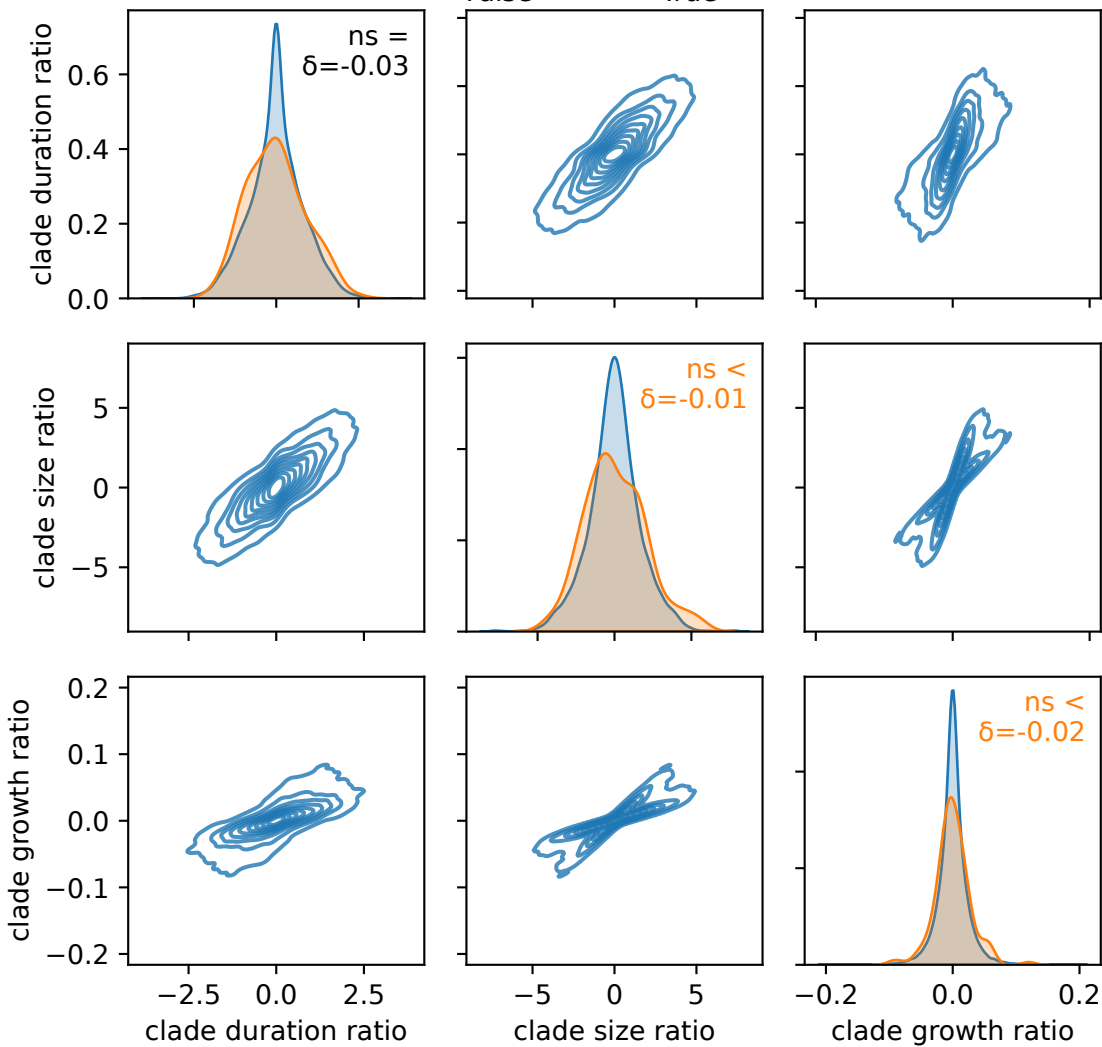 clade duration ratio
0.6
0.4
0.2
0.0
ns =
δ=-0.03
clade size ratio
5
0
−5
ns <
δ=-0.01
clade growth ratio
0.2
0.1
0.0
−0.1
−0.2
ns <
δ=-0.02
−2.5 0.0 2.5
−5 0 5
−0.2 0.0 0.2
clade duration ratio
clade size ratio
clade growth ratio